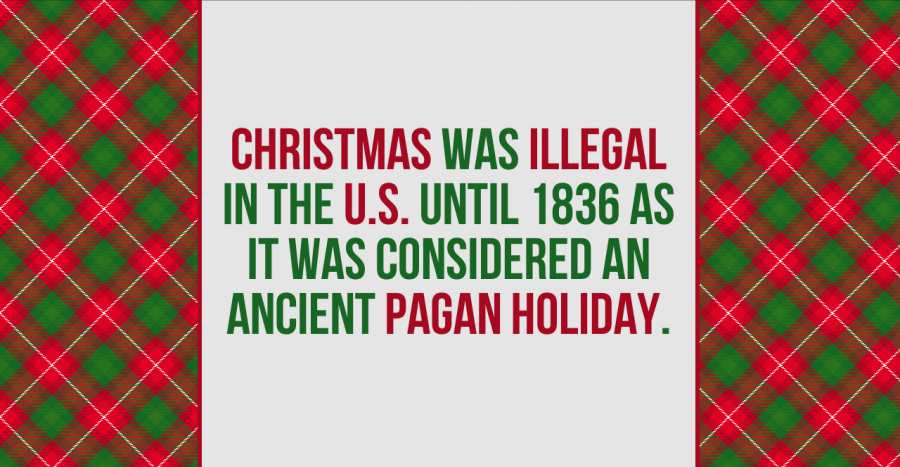 CHRISTMAS WAS ILLEGAL
IN THE U.S. UNTIL 1836 AS
IT WAS CONSIDERED AN
ANCIENT PAGAN HOLIDAY.